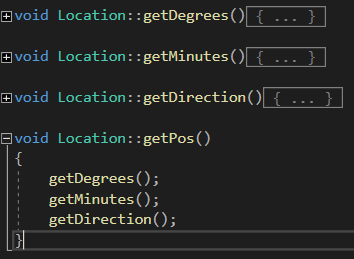 void Location::getDegrees(){ ... }
void Location::getMinutes(){ ... }
void Location::getDirection(){ ... }
void Location::getPos()
{
getDegrees();
getMinutes();
getDirection();
}